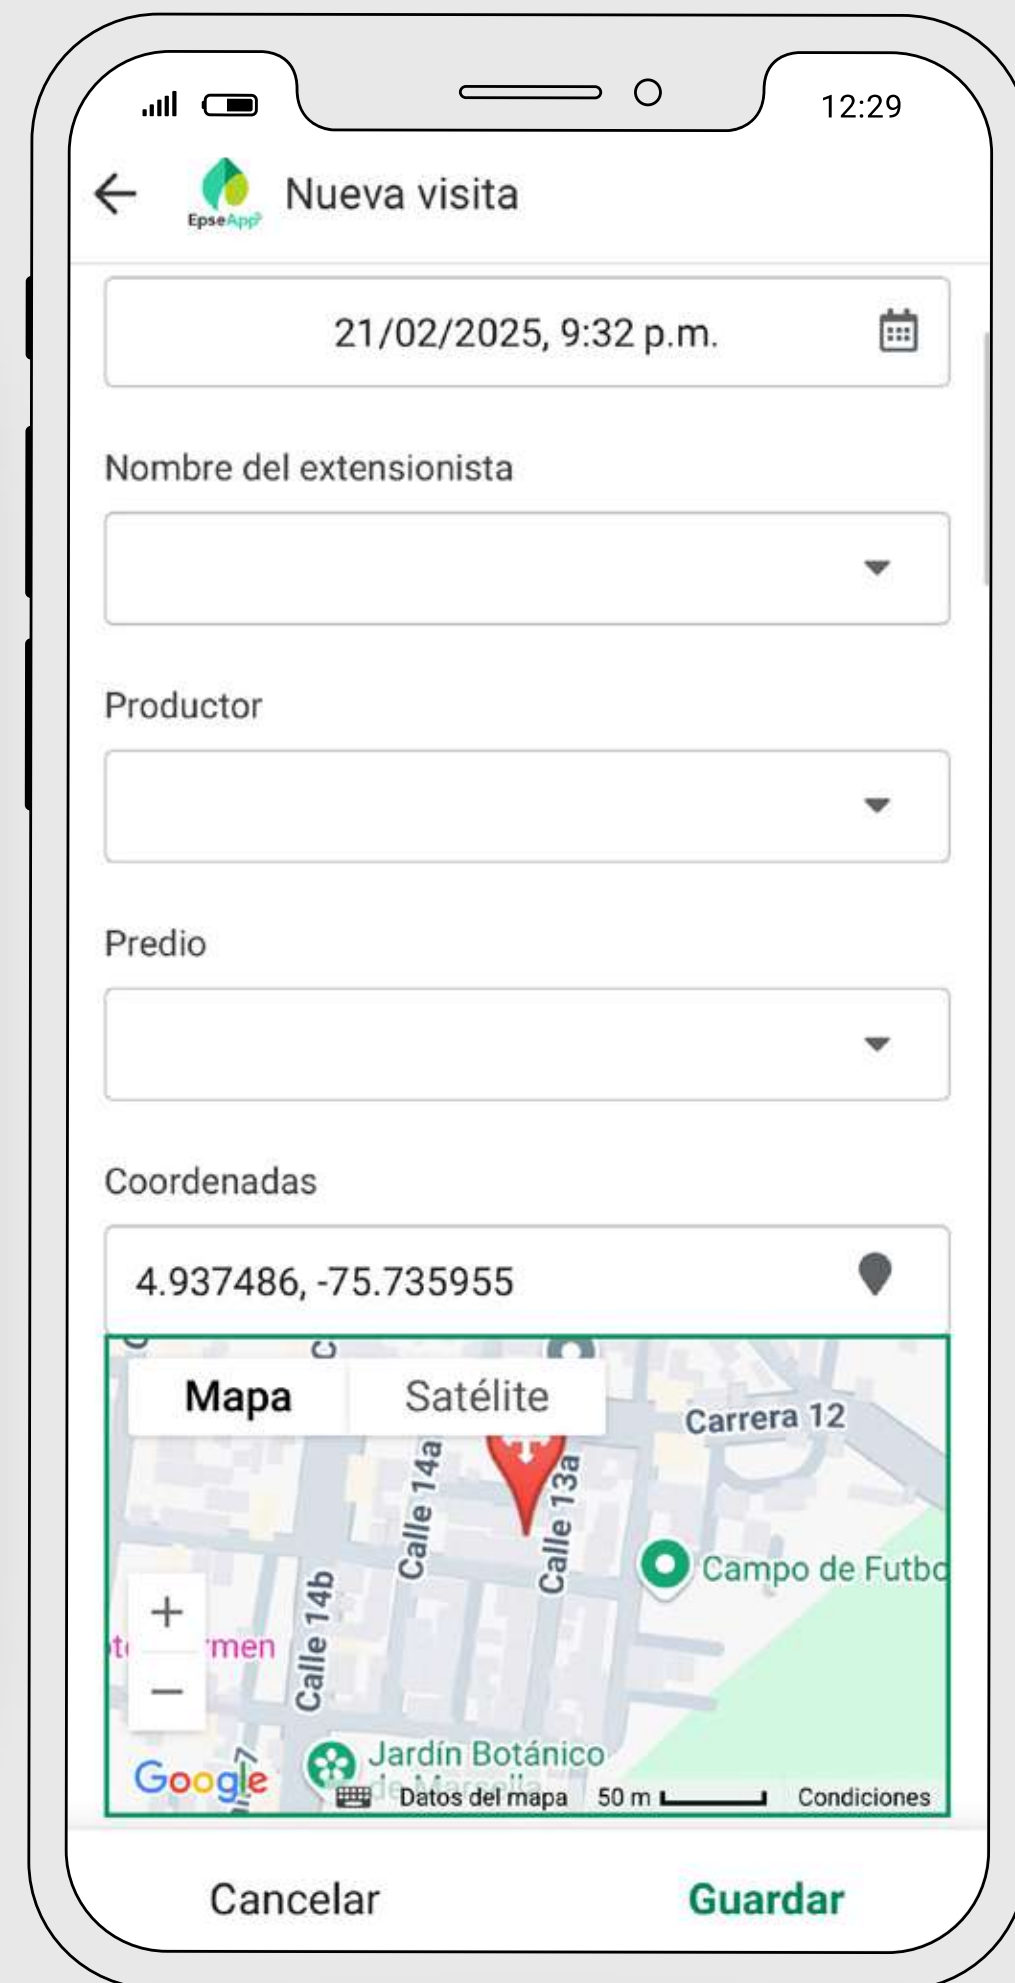 12:29
EpseApp
Nueva visita
21/02/2025, 9:32 p.m.
Nombre del extensionista
Productor
Predio
Coordenadas
4.937486, -75.735955
Mapa
Satélite
Carrera 12
Calle 14a
Calle 13a
Campo de Futbo
Calle 14b
men
Jardín Botánico
de Marsella
Google
Datos del mapa
50 m
Condiciones
Cancelar
Guardar